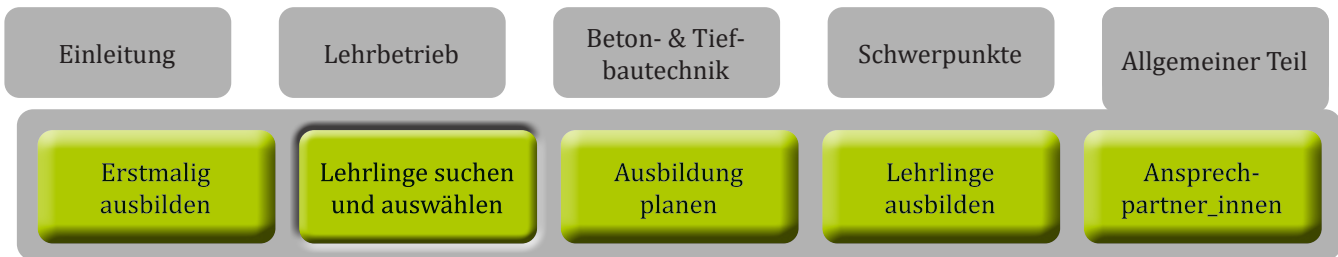 Einleitung
Lehrbetrieb
Beton- & Tief-
bautechnik
Schwerpunkte
Allgemeiner Teil
Erstmalig
ausbilden
Lehrlinge suchen
und auswählen
Ausbildung
planen
Lehrlinge
ausbilden
Ansprech-
partner_innen